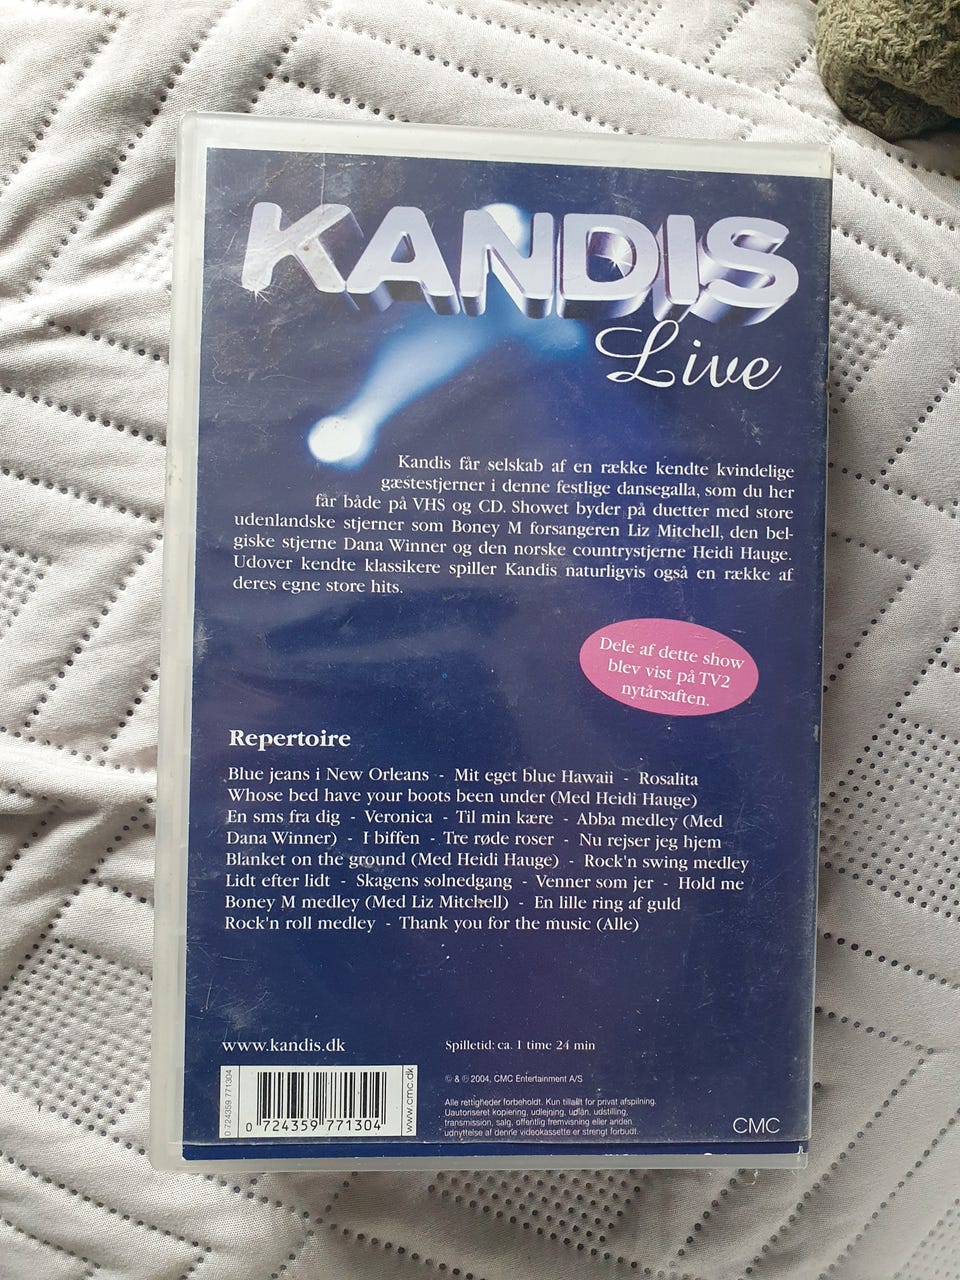 KANDIS
Live
Kandis får selskab af en række kendte kvindelige
gæstestjerner i denne festlige dansegalla, som du her
får både på VHS og CD. Showet byder på duetter med store
udenlandske stjerner som Boney M forsangeren Liz Mitchell, den bel-
giske stjerne Dana Winner og den norske countrystjerne Heidi Hauge.
Udover kendte klassikere spiller Kandis naturligvis også en række af
deres egne store hits.
Dele af dette show
blev vist på TV2
nytårsaften.
Repertoire
Blue jeans i New Orleans - Mit eget blue Hawaii - Rosalita
Whose bed have your boots been under (Med Heidi Hauge)
En sms fra dig - Veronica - Til min kære - Abba medley (Med
Dana Winner) - I biffen - Tre røde roser - Nu rejser jeg hjem
Blanket on the ground (Med Heidi Hauge) - Rock'n swing medley
Lidt efter lidt - Skagens solnedgang - Venner som jer - Hold me
Boney M medley (Med Liz Mitchell) - En lille ring af guld
Rock'n roll medley - Thank you for the music (Alle)
www.kandis.dk
Spilletid: ca. 1 time 24 min
0 724359 771304
0 724359 771304
www.cmc.dk
© & ℗ 2004, CMC Entertainment A/S
Alle rettigheder forbeholdt. Kun tilladt for privat afspilning.
Uautoriseret kopiering, udlejning, udlån, udstilling,
transmission, salg, offentlig fremvisning eller anden
udnyttelse af denne videokassette er strengt forbudt.
CMC